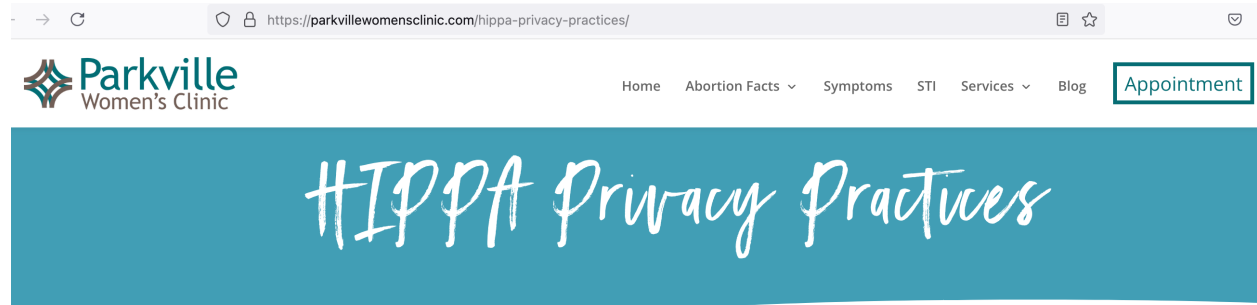 https://parkvillewomensclinic.com/hippa-privacy-practices/
Parkville
Women's Clinic
Home Abortion Facts Symptoms STI Services Blog Appointment
HIPPA Privacy Practices